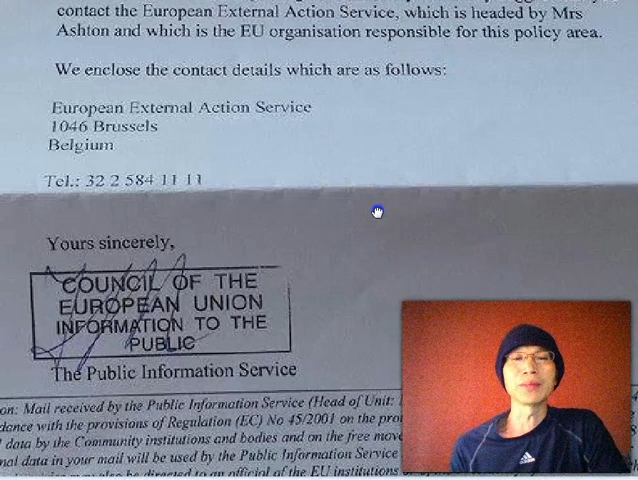 contact the European External Action Service, which is headed by Mrs
Ashton and which is the EU organisation responsible for this policy area.
We enclose the contact details which are as follows:
European External Action Service
1046 Brussels
Belgium
Tel.: 32 2 584 11 11
Yours sincerely,
COUNCIL OF THE
EUROPEAN UNION
INFORMATION TO THE
PUBLIC
The Public Information Service
on: Mail received by the Public Information Service (Head of Unit:
dance with the provisions of Regulation (EC) No 45/2001 on the
data by the Community institutions and bodies and on the free
nal data in your mail will be used by the Public Information Service
may also be directed to an official of the EU institutions
adidas